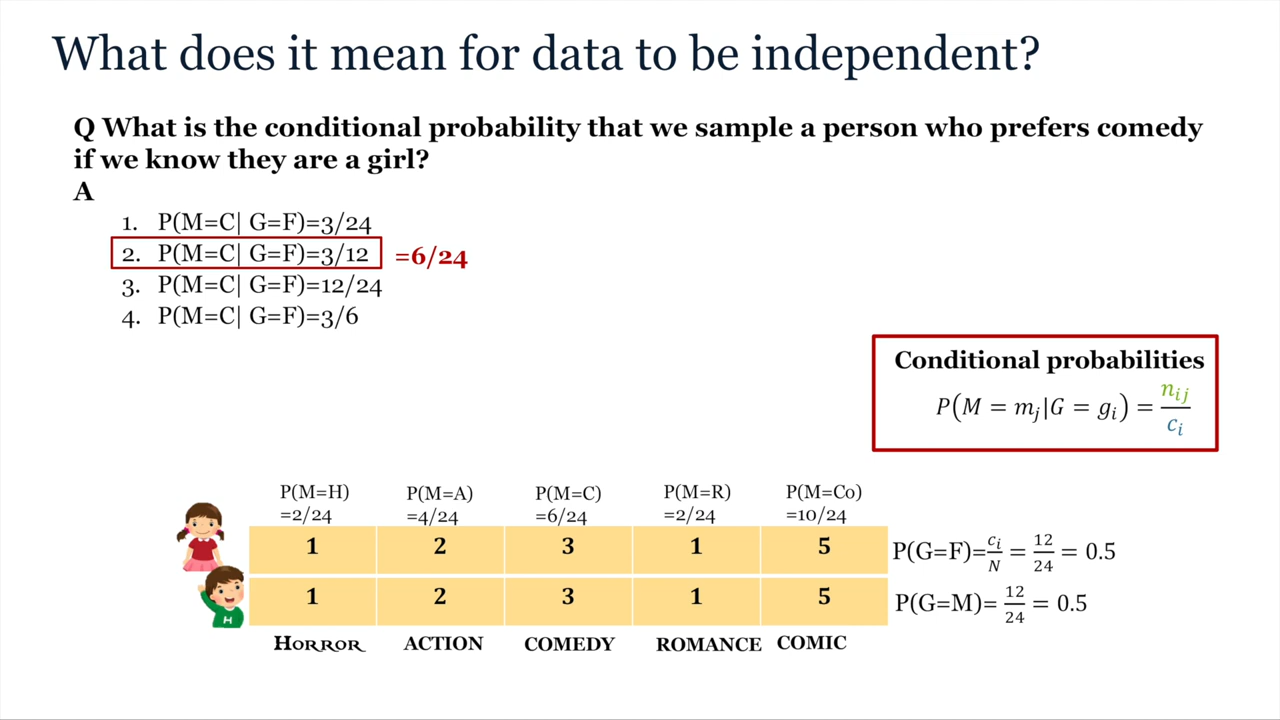 What does it mean for data to be independent?
Q What is the conditional probability that we sample a person who prefers comedy
if we know they are a girl?
A
1. P(M=C| G=F)=3/24
2. P(M=C| G=F)=3/12 =6/24
3. P(M=C| G=F)=12/24
4. P(M=C| G=F)=3/6
Conditional probabilities
P(M = m_j|G = g_i) = n_ij/c_i
P(M=H) P(M=A) P(M=C) P(M=R) P(M=Co)
=2/24 =4/24 =6/24 =2/24 =10/24
1 2 3 1 5 P(G=F)=c_i/N = 12/24 = 0.5
1 2 3 1 5 P(G=M)= 12/24 = 0.5
H
HORROR ACTION COMEDY ROMANCE COMIC